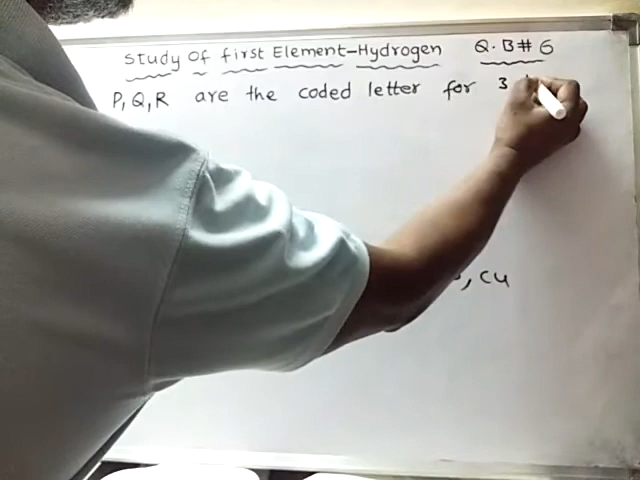 Study Of first Element-Hydrogen Q.B# 6
P, Q, R are the coded letter for 3
, Cu